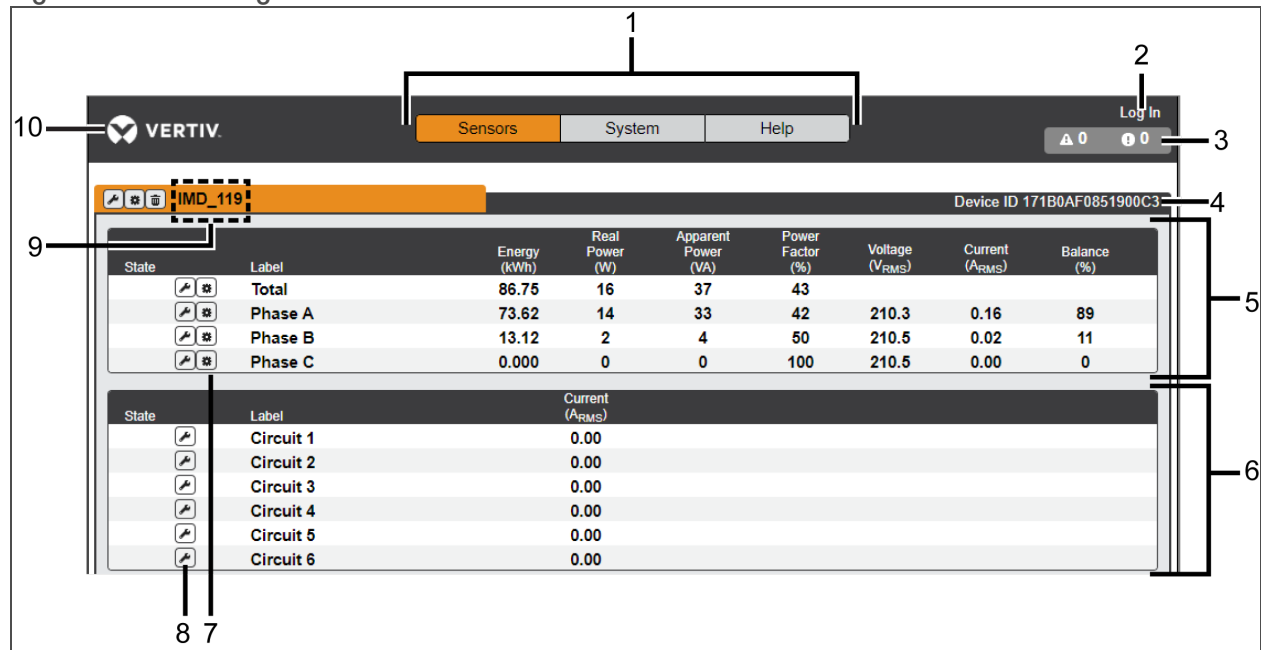 1
2
10
VERTIV.
Sensors System Help
Log In
0 0
3
IMD_119
Device ID 171B0AF0851900C3
4
9
State Label Energy (kWh) Real Power (W) Apparent Power (VA) Power Factor (%) Voltage (VRMS) Current (ARMS) Balance (%)
Total 86.75 16 37 43
Phase A 73.62 14 33 42 210.3 0.16 89
5
Phase B 13.12 2 4 50 210.5 0.02 11
Phase C 0.000 0 0 100 210.5 0.00 0
State Label Current (ARMS)
Circuit 1 0.00
Circuit 2 0.00
6
Circuit 3 0.00
Circuit 4 0.00
Circuit 5 0.00
Circuit 6 0.00
8 7